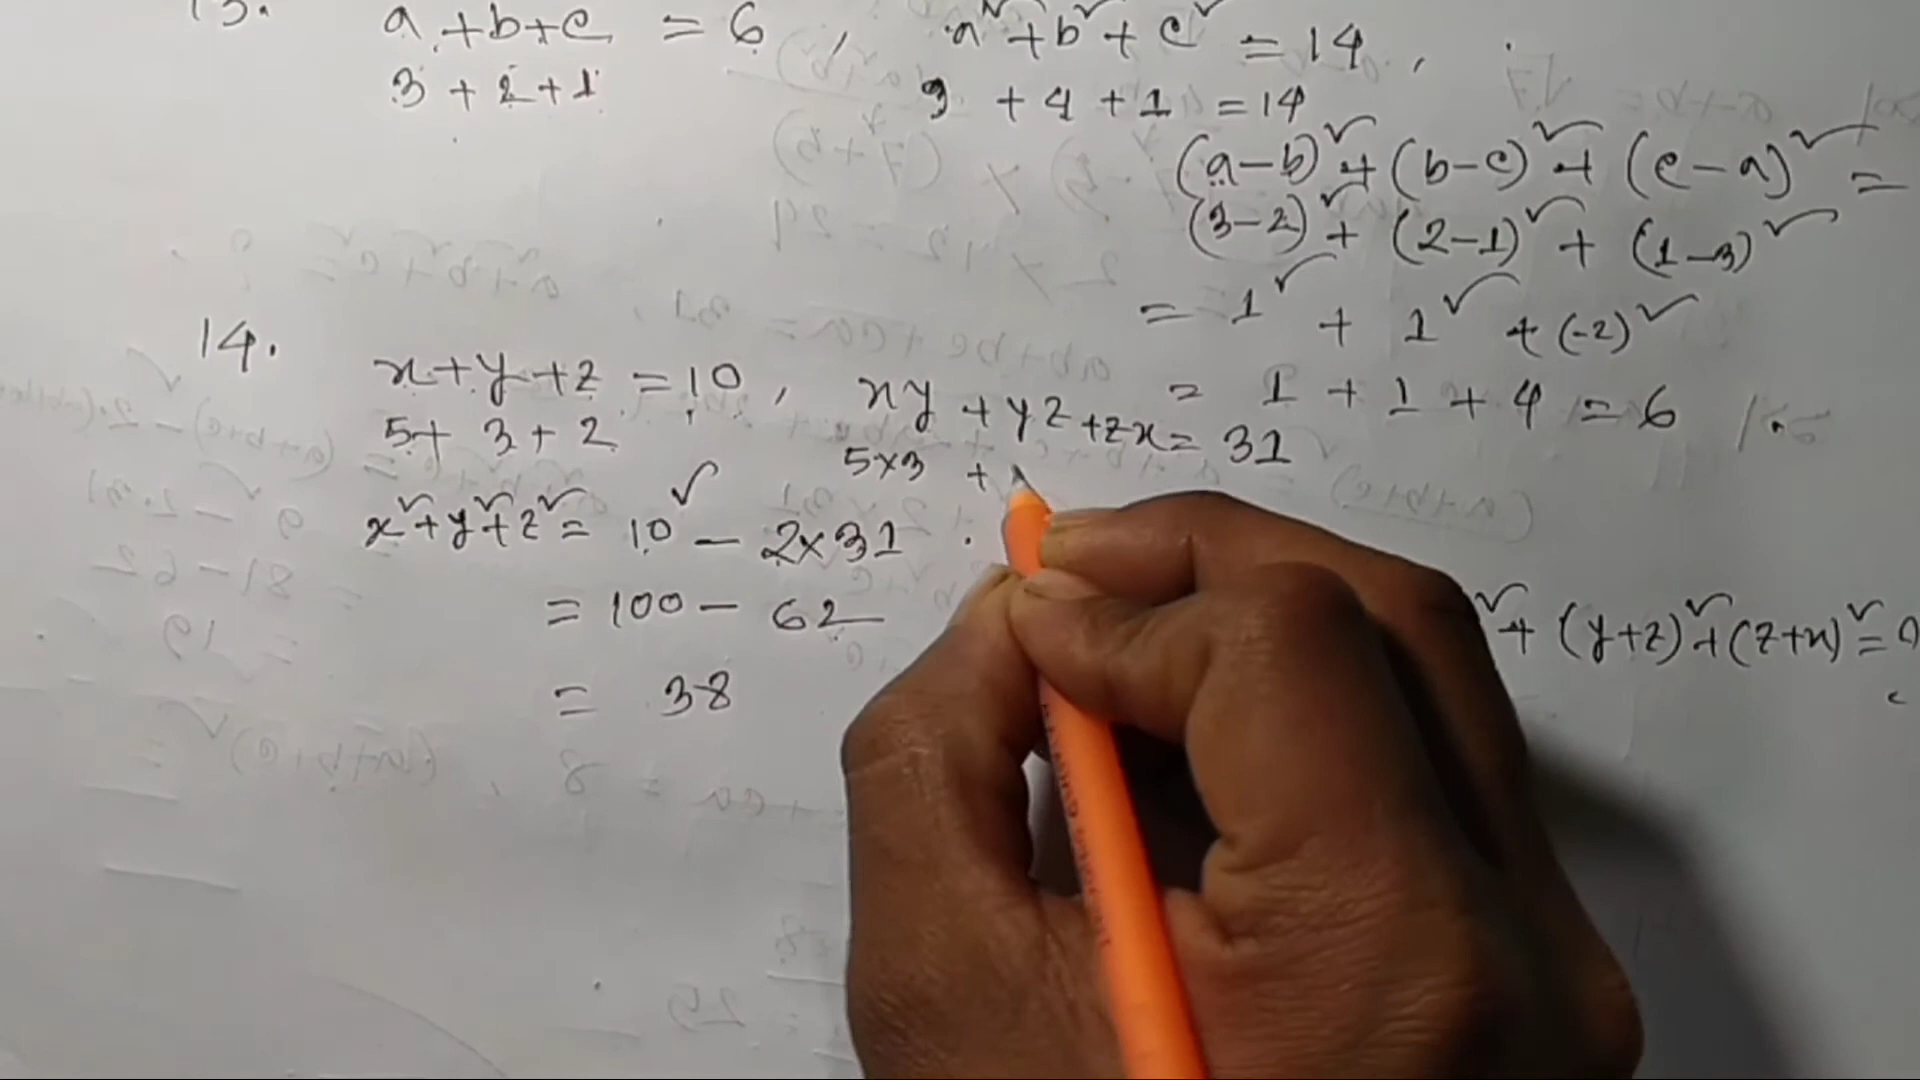 13. a+b+c = 6, a²+b²+c² = 14,
3+2+1
9 +4+1 = 14
(a-b)²+(b-c)²+(c-a)² =
(3-2)²+(2-1)²+(1-3)²
= 1² + 1² + (-2)²
= 1 + 1 + 4 = 6
14. x+y+z = 10, xy+yz+zx = 31
5+3+2
5×3 +
x²+y²+z² = 10² - 2×31
= 100 - 62
= 38
² + (y+z)²+(z+x)² = ?